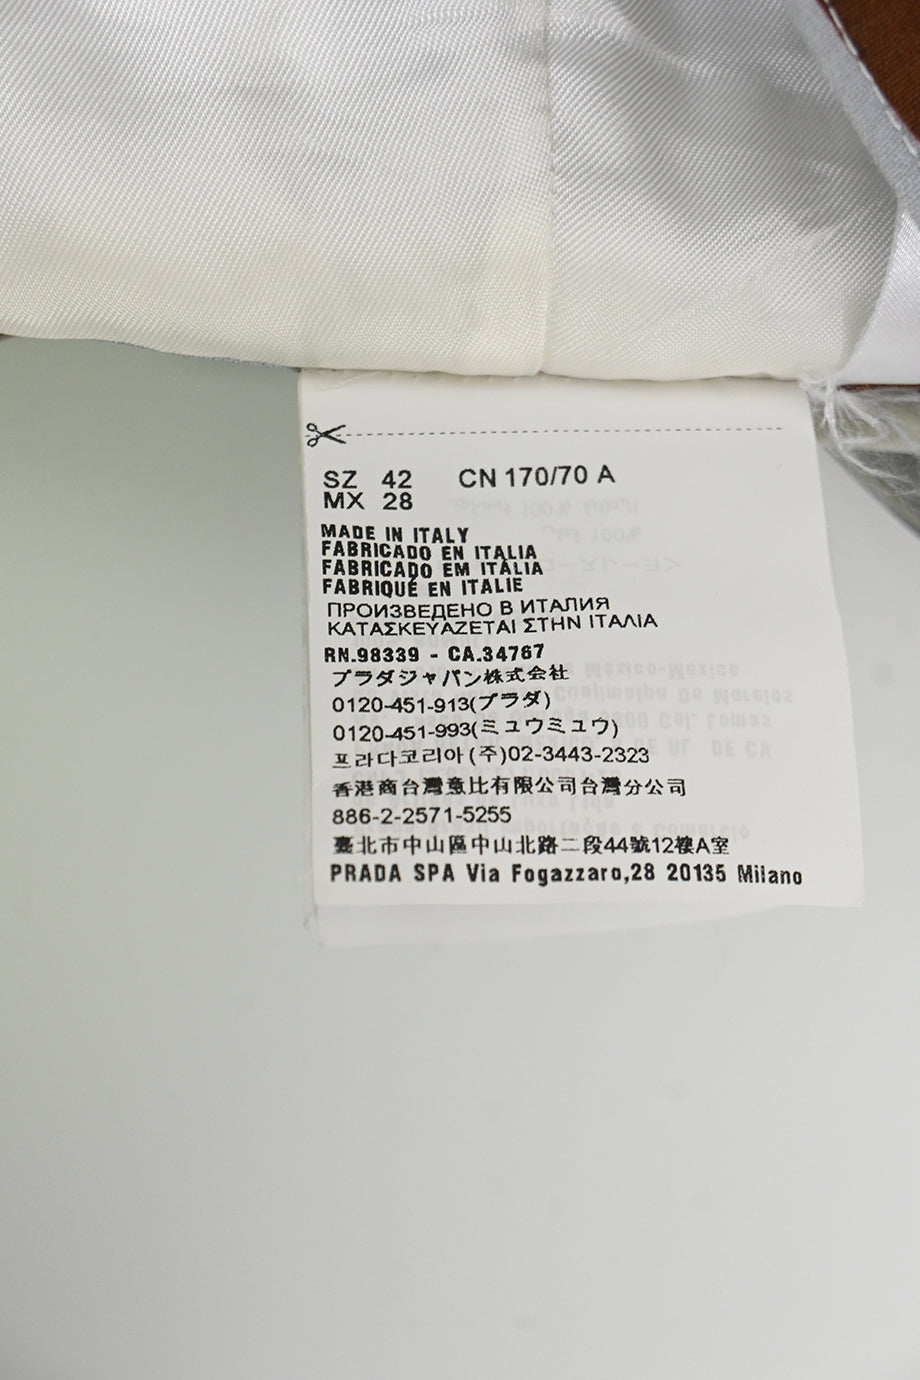 SZ 42 CN 170/70 A
MX 28
MADE IN ITALY
FABRICADO EN ITALIA
FABRICADO EM ITÁLIA
FABRIQUÉ EN ITALIE
ПРОИЗВЕДЕНО В ИТАЛИЯ
ΚΑΤΑΣΚΕΥΑΖΕΤΑΙ ΣΤΗΝ ΙΤΑΛΙΑ
RN.98339 - CA.34767
プラダジャパン株式会社
0120-451-913(プラダ)
0120-451-993(ミュウミュウ)
프라다코리아(주)02-3443-2323
香港商台灣意比有限公司台灣分公司
886-2-2571-5255
臺北市中山區中山北路二段44號12樓A室
PRADA SPA Via Fogazzaro,28 20135 Milano